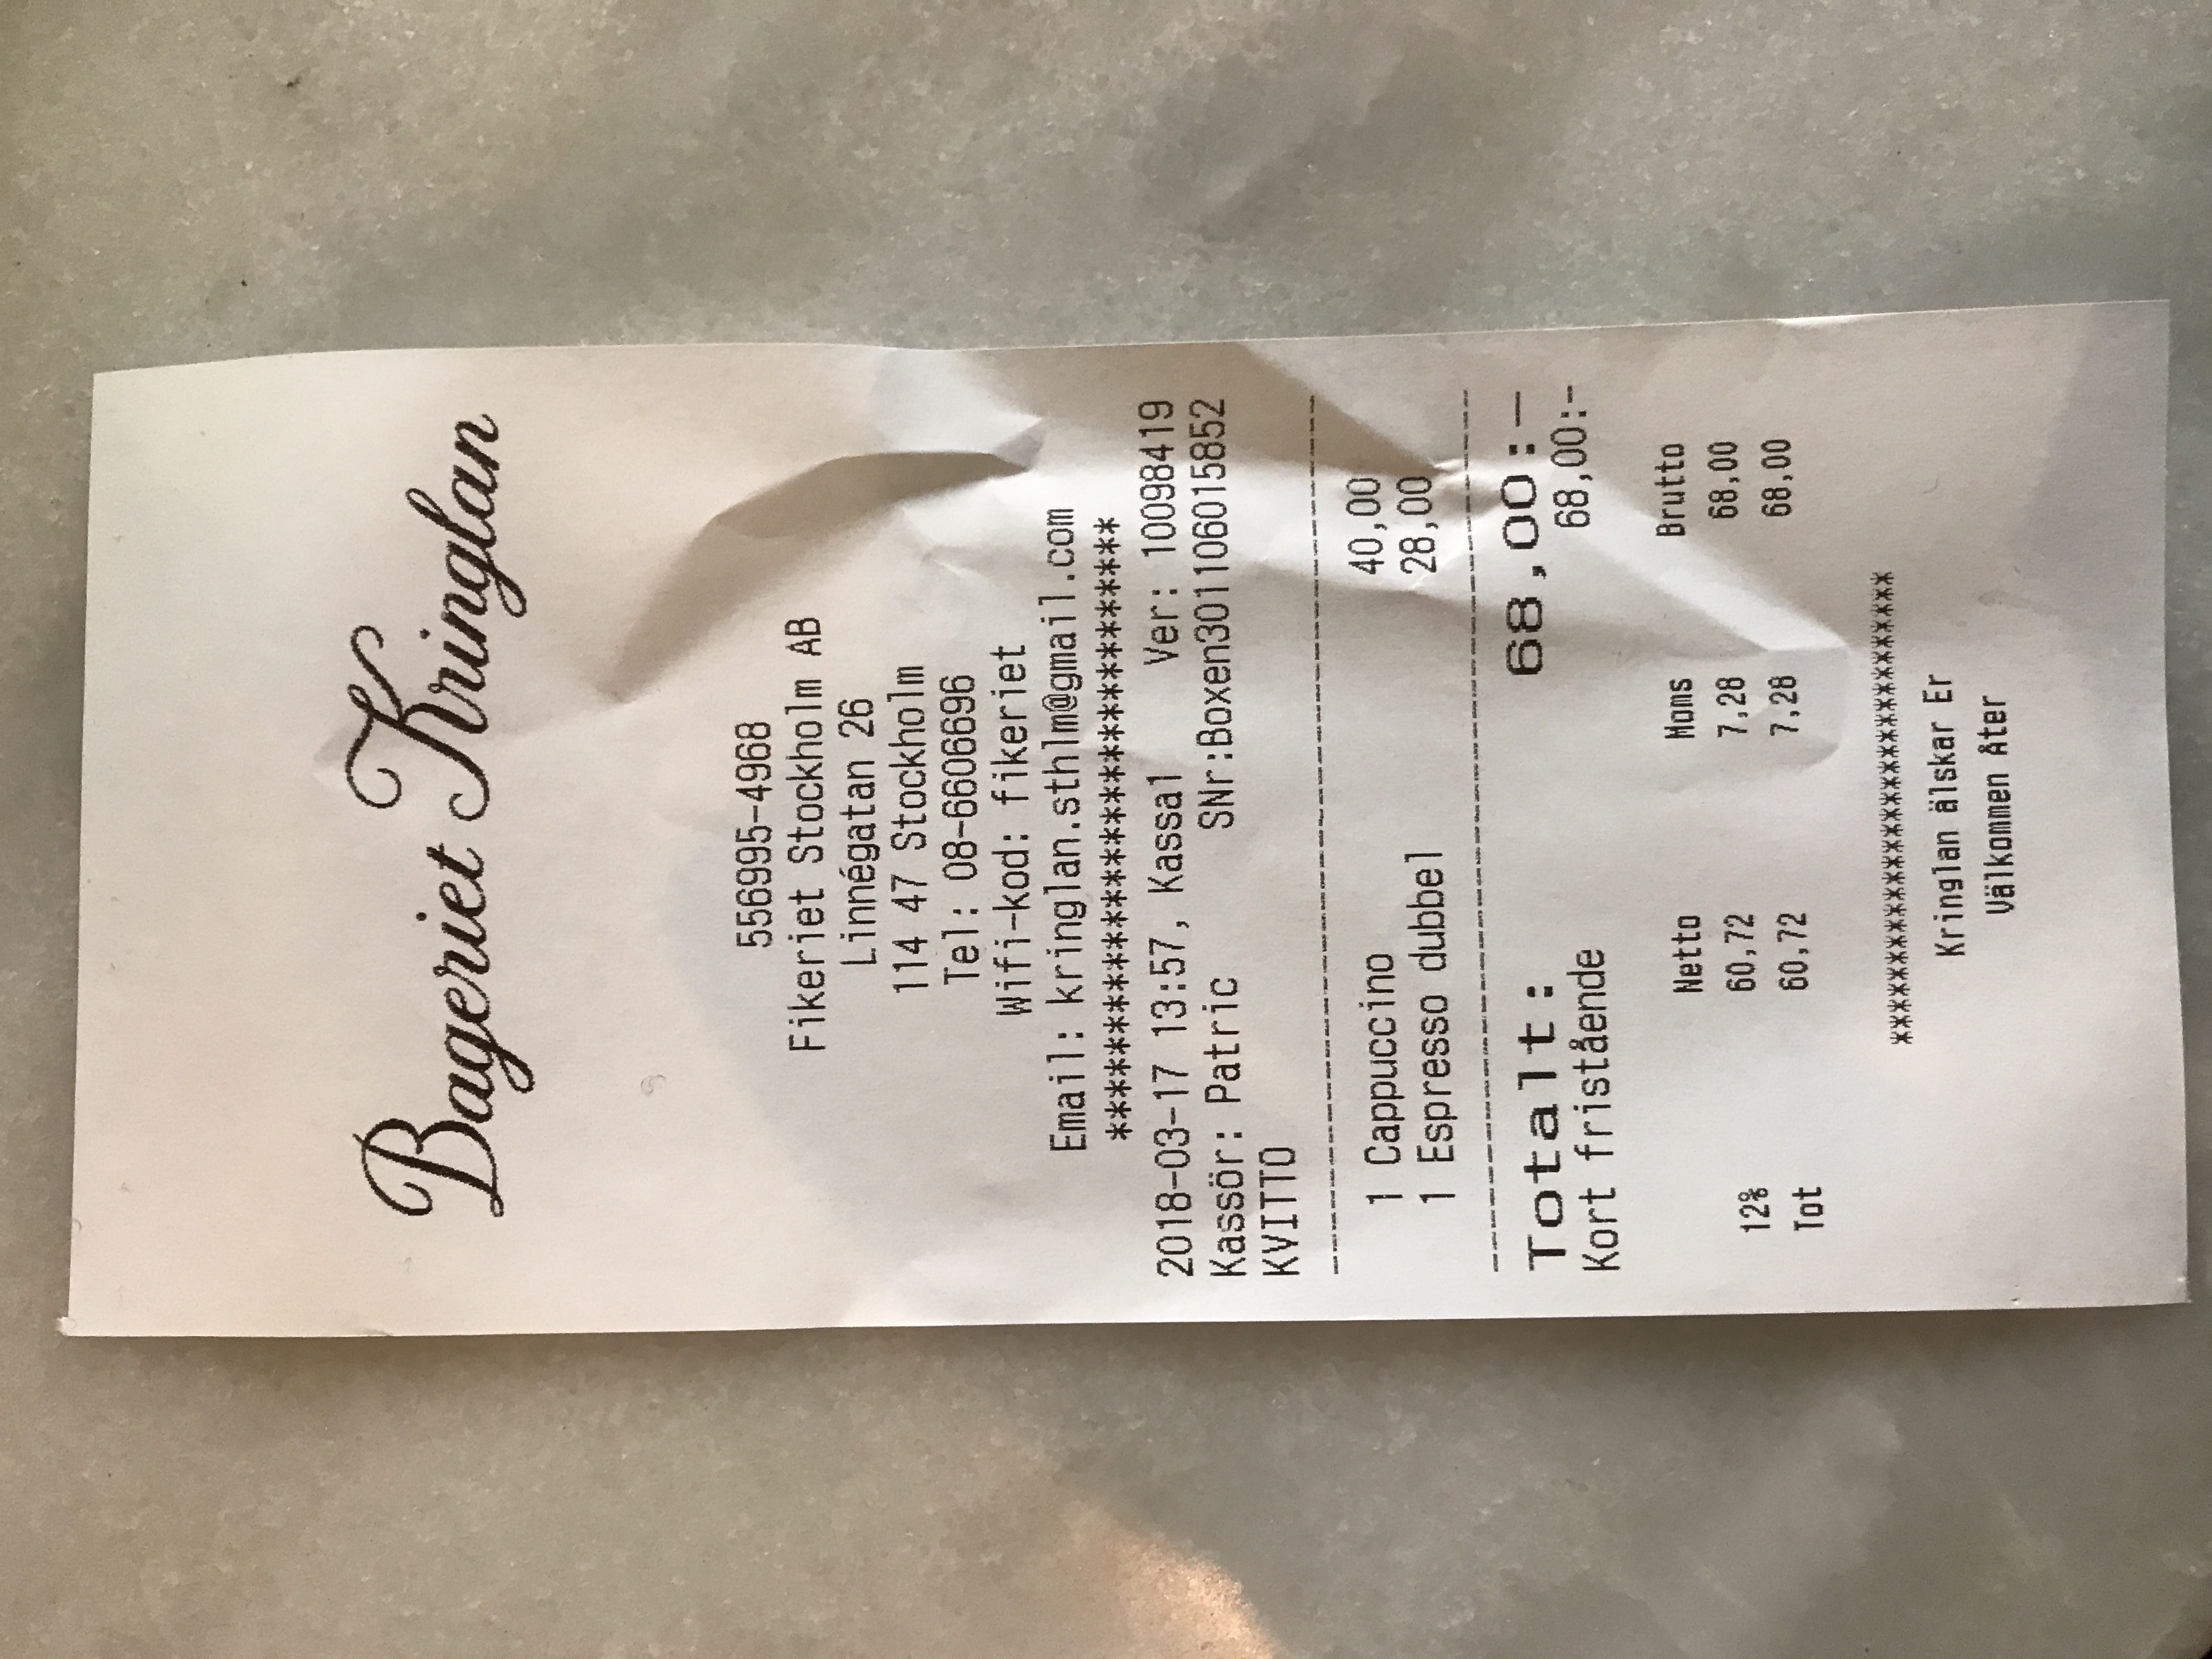 Bageriet Kringlan
556995-4968
Fikeriet Stockholm AB
Linnégatan 26
114 47 Stockholm
Tel: 08-6606696
Wifi-kod: fikeriet
Email: kringlan.sthlm@gmail.com
******************************
2018-03-17 13:57, Kassa1 Ver: 10098419
Kassör: Patric SNr:Boxen301106015852
KVITTO
1 Cappuccino 40,00
1 Espresso dubbel 28,00
Totalt: 68,00:-
Kort fristående 68,00:-
Netto Moms Brutto
12% 60,72 7,28 68,00
Tot 60,72 7,28 68,00
******************************
Kringlan älskar Er
Välkommen Åter